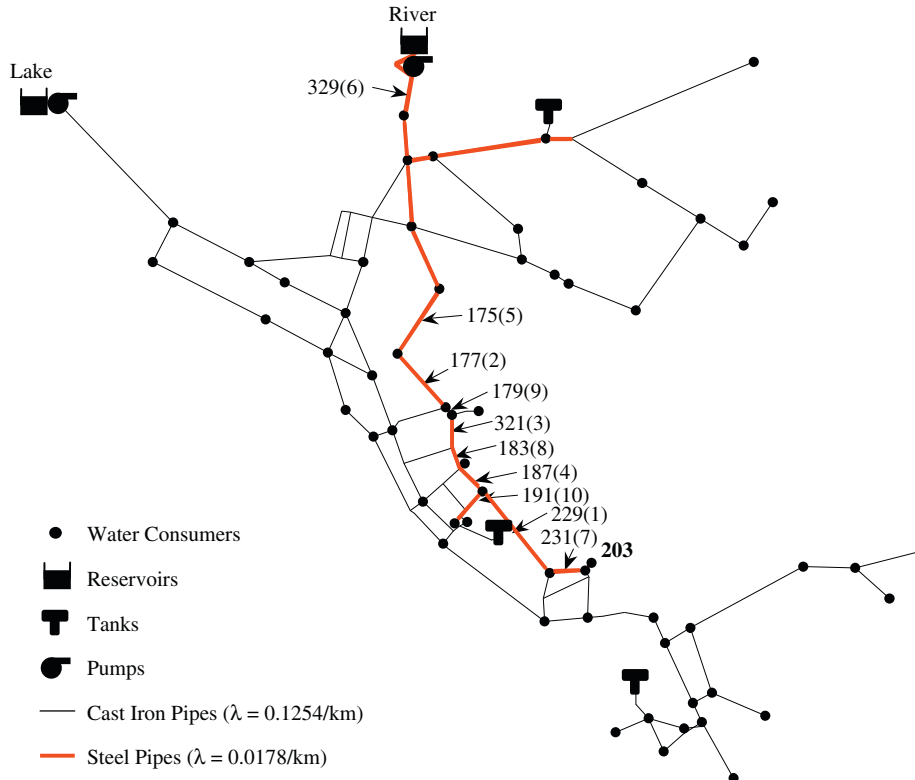 River
Lake
329(6)
175(5)
177(2)
179(9)
321(3)
183(8)
187(4)
191(10)
229(1)
231(7)
203
Water Consumers
Reservoirs
Tanks
Pumps
Cast Iron Pipes (λ = 0.1254/km)
Steel Pipes (λ = 0.0178/km)